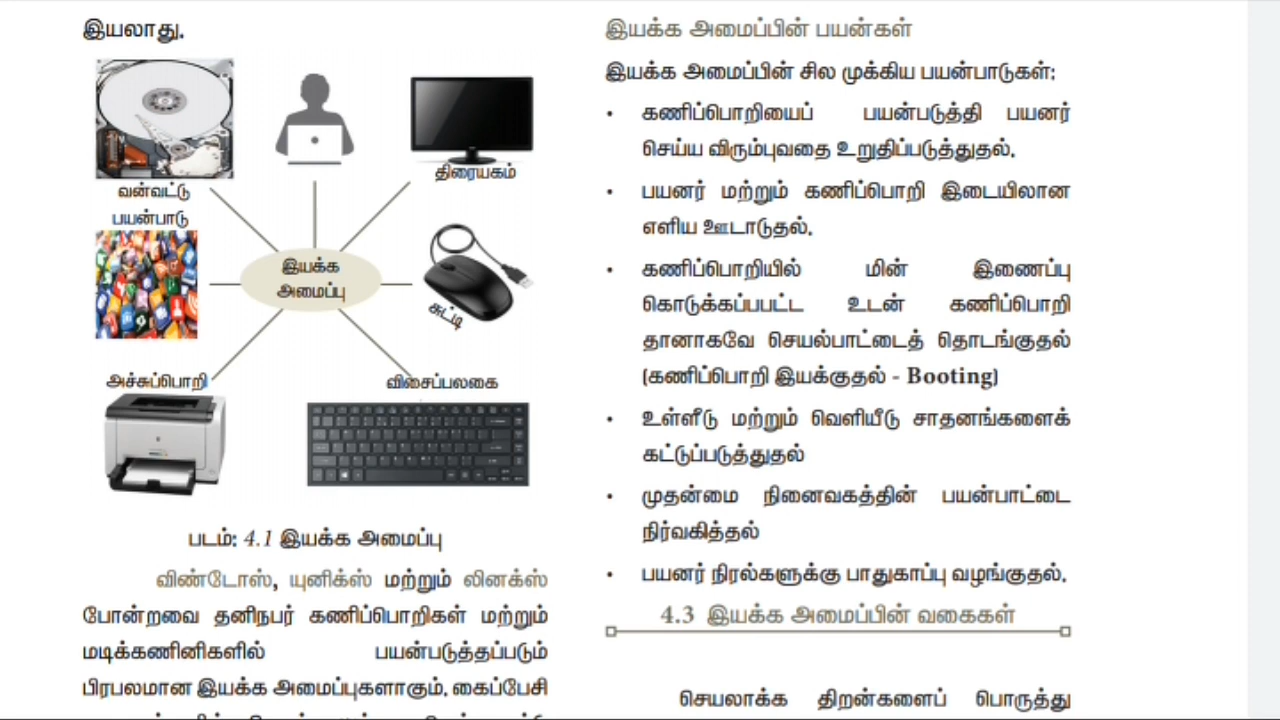 இயலாது.
வன்வட்டு
பயன்பாடு
திரையகம்
இயக்க
அமைப்பு
சுட்டி
அச்சுப்பொறி
விசைப்பலகை
படம்: 4.1 இயக்க அமைப்பு
விண்டோஸ், யுனிக்ஸ் மற்றும் லினக்ஸ்
போன்றவை தனிநபர் கணிப்பொறிகள் மற்றும்
மடிக்கணினிகளில் பயன்படுத்தப்படும்
பிரபலமான இயக்க அமைப்புகளாகும். கைப்பேசி
இயக்க அமைப்பின் பயன்கள்
இயக்க அமைப்பின் சில முக்கிய பயன்பாடுகள்:
• கணிப்பொறியைப் பயன்படுத்தி பயனர்
செய்ய விரும்புவதை உறுதிப்படுத்துதல்.
• பயனர் மற்றும் கணிப்பொறி இடையிலான
எளிய ஊடாடுதல்.
• கணிப்பொறியில் மின் இணைப்பு
கொடுக்கப்பபட்ட உடன் கணிப்பொறி
தானாகவே செயல்பாட்டைத் தொடங்குதல்
(கணிப்பொறி இயக்குதல் - Booting)
• உள்ளீடு மற்றும் வெளியீடு சாதனங்களைக்
கட்டுப்படுத்துதல்
• முதன்மை நினைவகத்தின் பயன்பாட்டை
நிர்வகித்தல்
• பயனர் நிரல்களுக்கு பாதுகாப்பு வழங்குதல்.
4.3 இயக்க அமைப்பின் வகைகள்
செயலாக்க திறன்களைப் பொருத்து